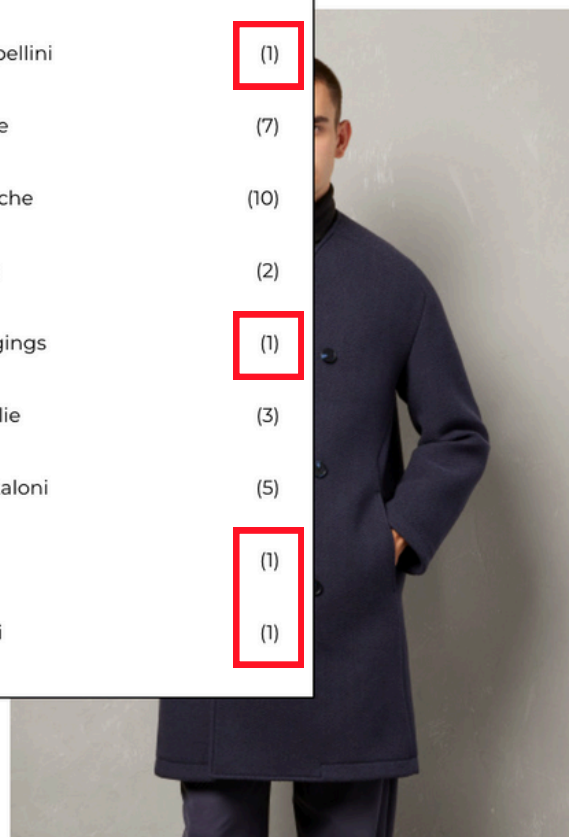 pellini (1)
e (7)
che (10)
(2)
gings (1)
lie (3)
aloni (5)
(1)
i (1)